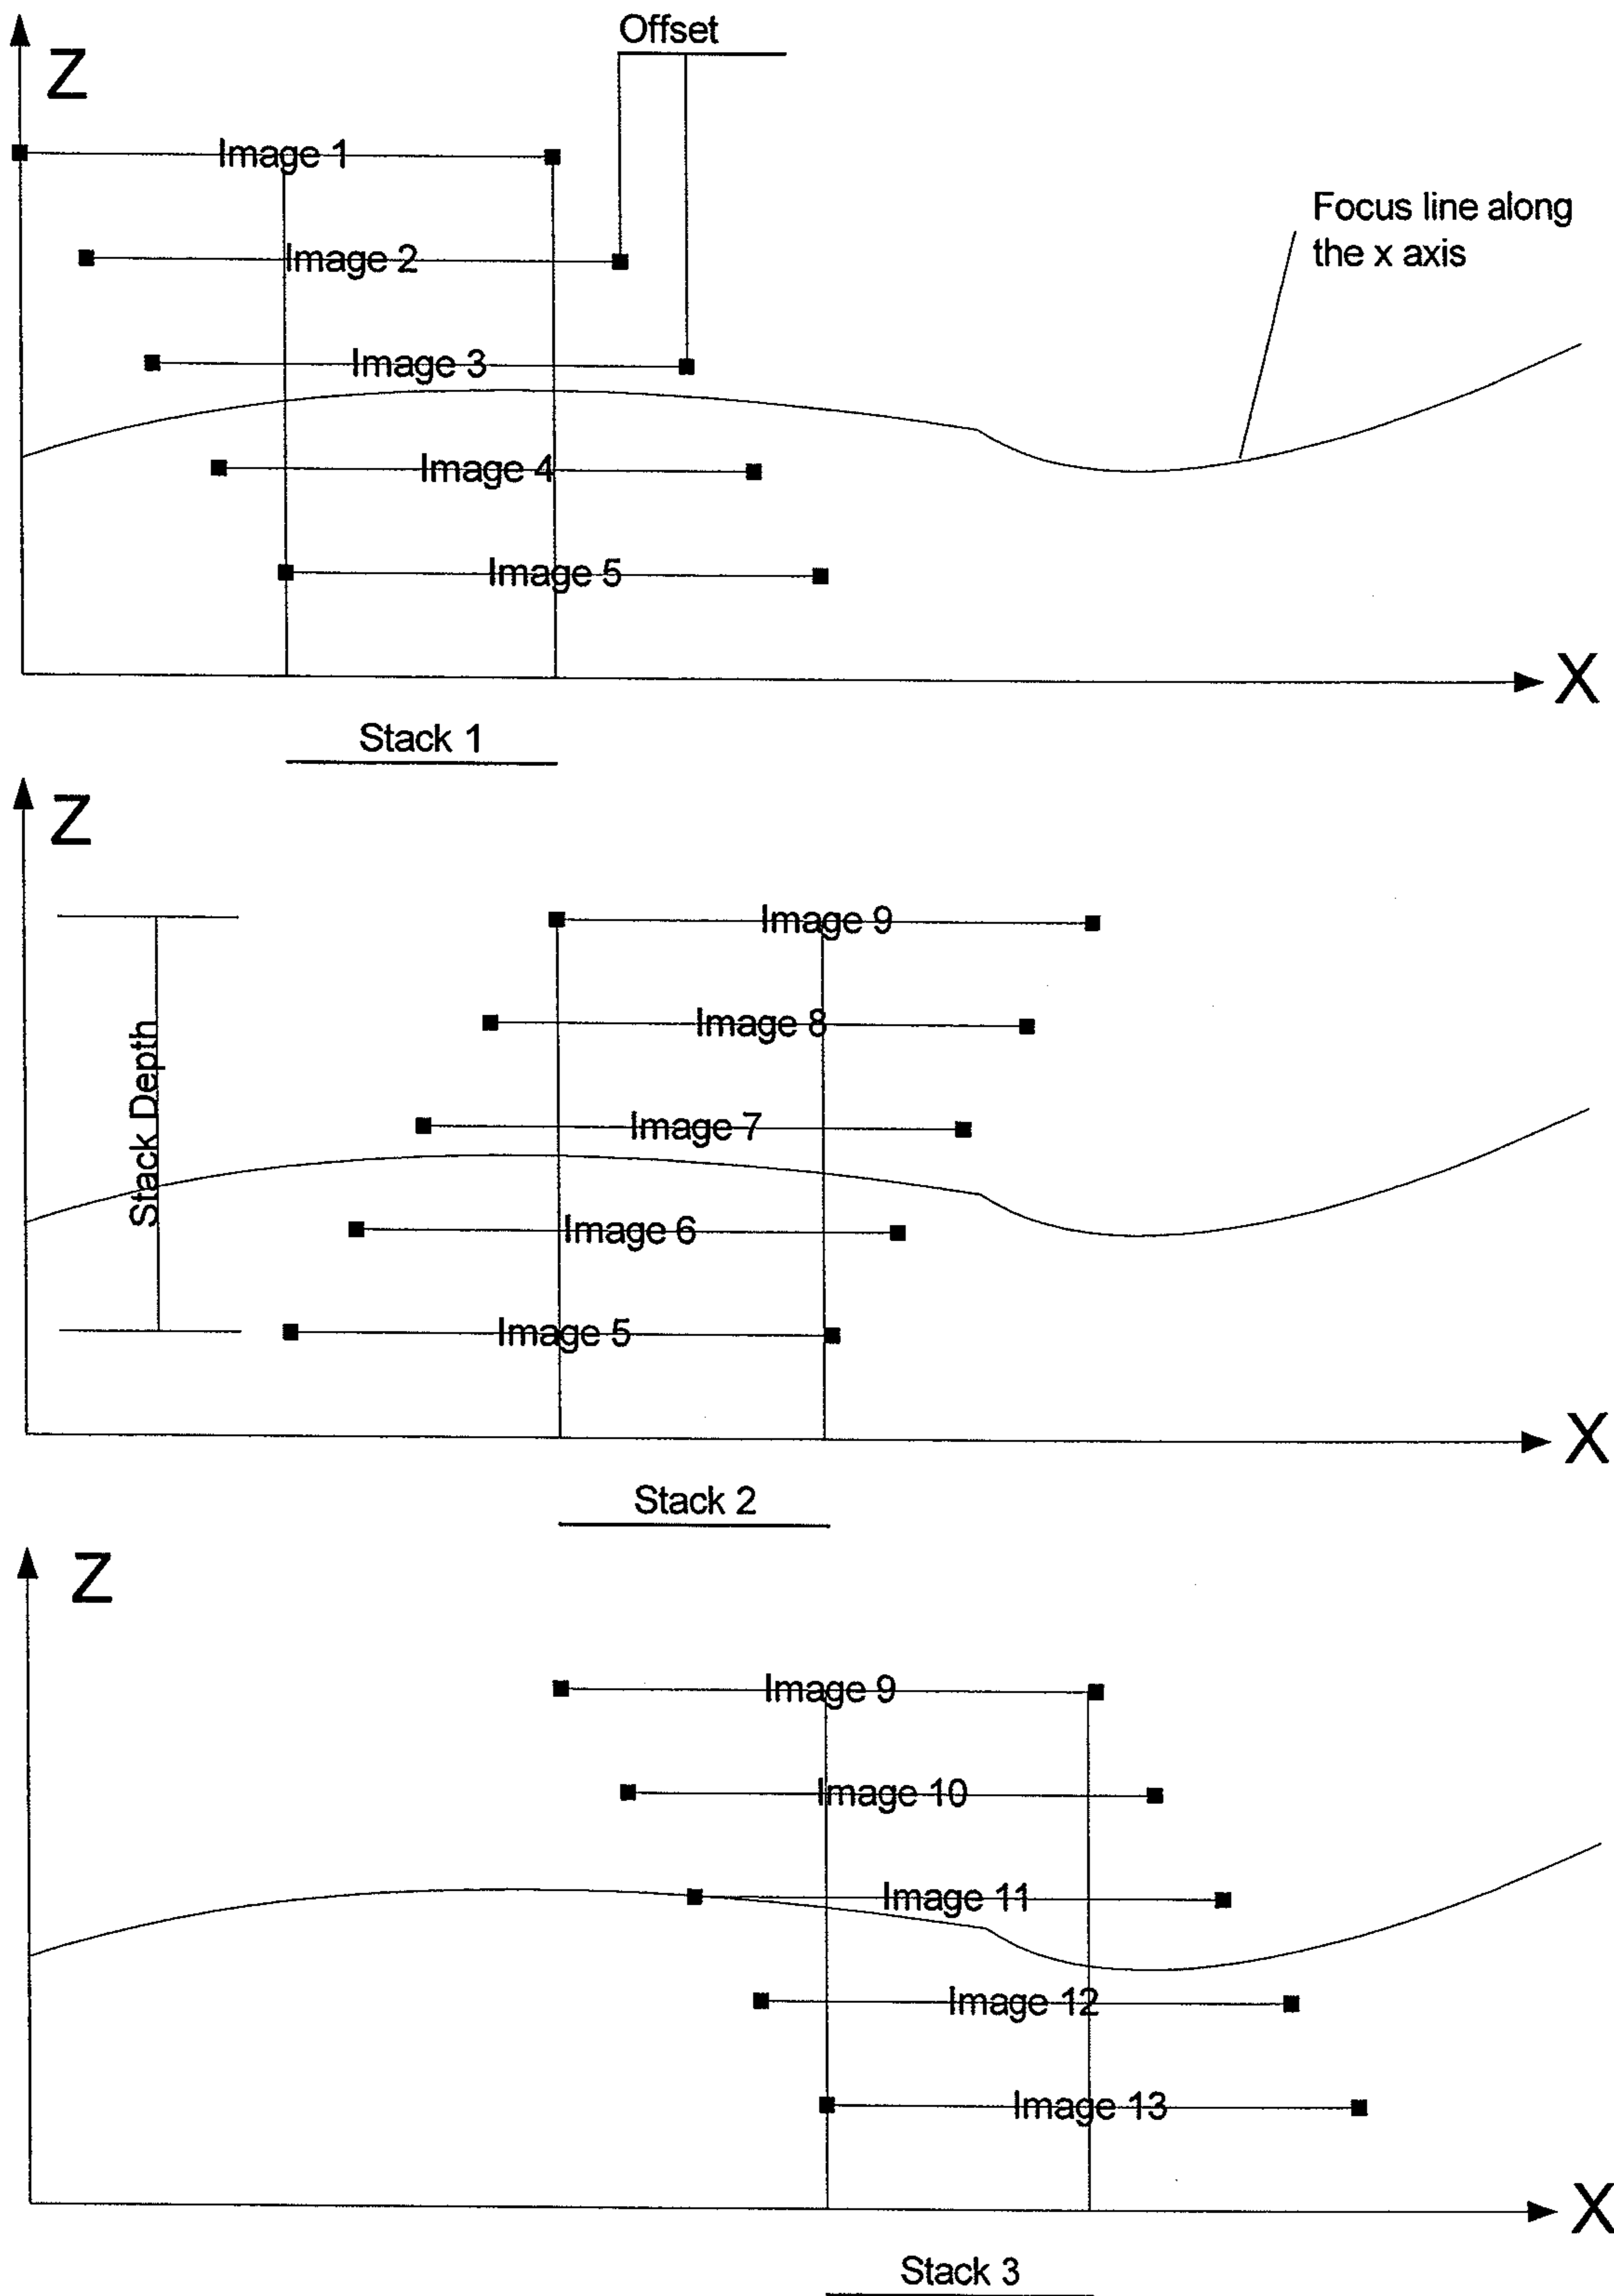 Offset
Z
Image 1
Focus line along
the x axis
Image 2
Image 3
Image 4
Image 5
X
Stack 1
Z
Image 9
Image 8
Stack Depth
Image 7
Image 6
Image 5
X
Stack 2
Z
Image 9
Image 10
Image 11
Image 12
Image 13
X
Stack 3